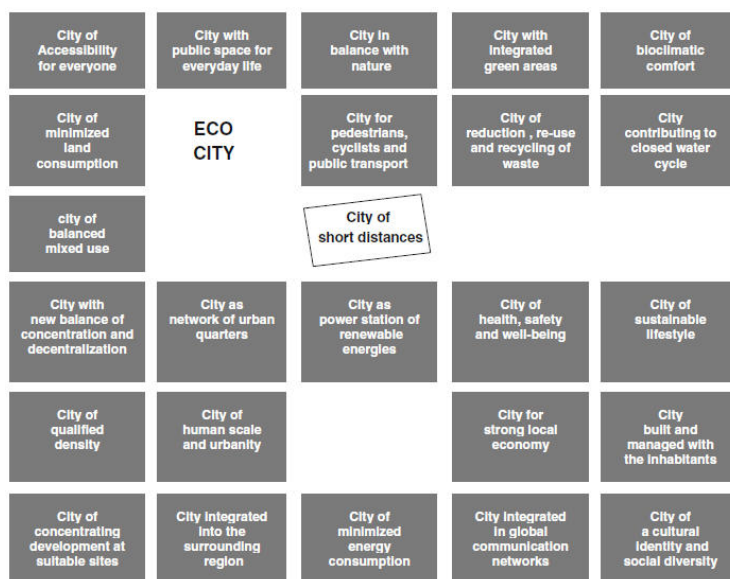 City of
Accessibility
for everyone
City with
public space for
everyday life
City in
balance with
nature
City with
integrated
green areas
City of
bioclimatic
comfort
City of
minimized
land
consumption
ECO
CITY
City for
pedestrians,
cyclists and
public transport
City of
reduction , re-use
and recycling of
waste
City
contributing to
closed water
cycle
city of
balanced
mixed use
City of
short distances
City with
new balance of
concentration and
decentralization
City as
network of urban
quarters
City as
power station of
renewable
energies
City of
health, safety
and well-being
City of
sustainable
lifestyle
City of
qualified
density
City of
human scale
and urbanity
City for
strong local
economy
City
built and
managed with
the inhabitants
City of
concentrating
development at
suitable sites
City integrated
into the
surrounding
region
City of
minimized
energy
consumption
City integrated
in global
communication
networks
City of
a cultural
identity and
social diversity